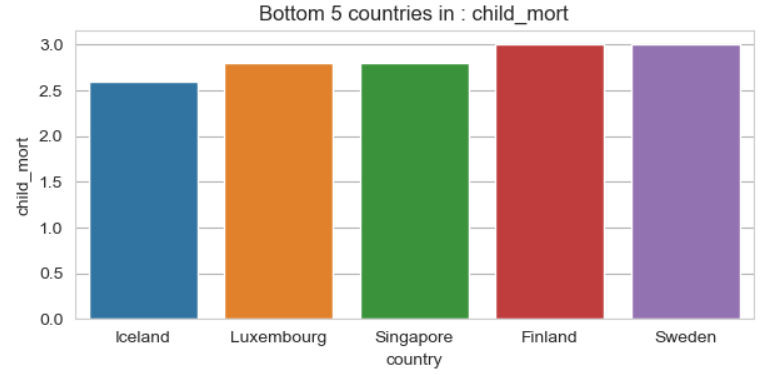 Bottom 5 countries in : child_mort
3.0
2.5
2.0
1.5
1.0
0.5
0.0
child_mort
Iceland Luxembourg Singapore Finland Sweden
country